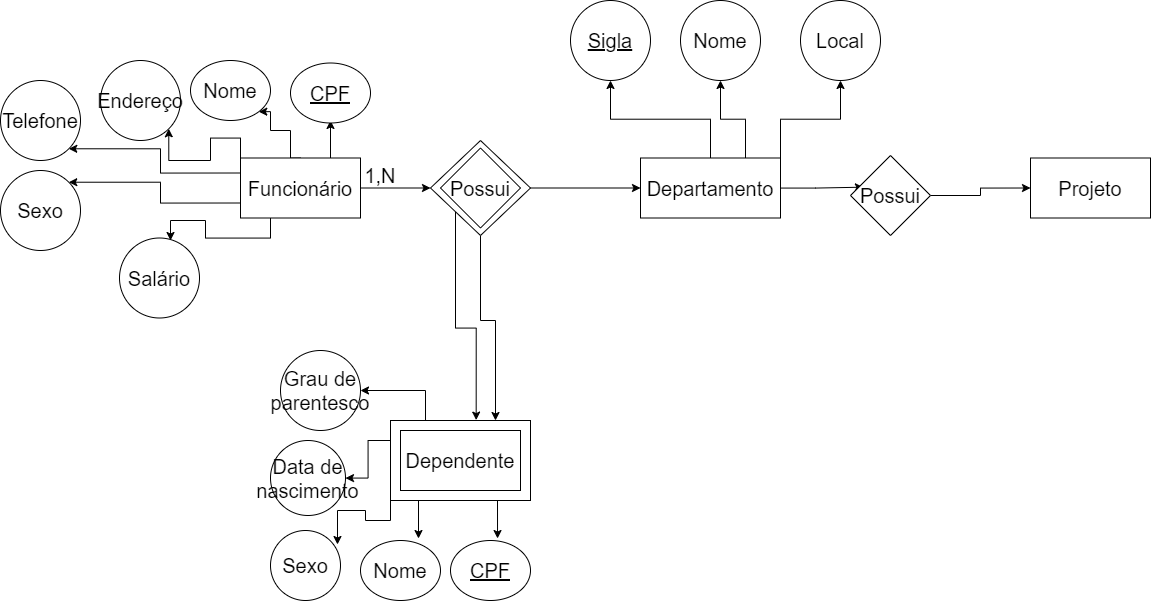 Sigla
Nome
Local
Telefone
Endereço
Nome
CPF
Funcionário
1,N
Possui
Departamento
Possui
Projeto
Sexo
Salário
Grau de
parentesco
Data de
nascimento
Dependente
Sexo
Nome
CPF